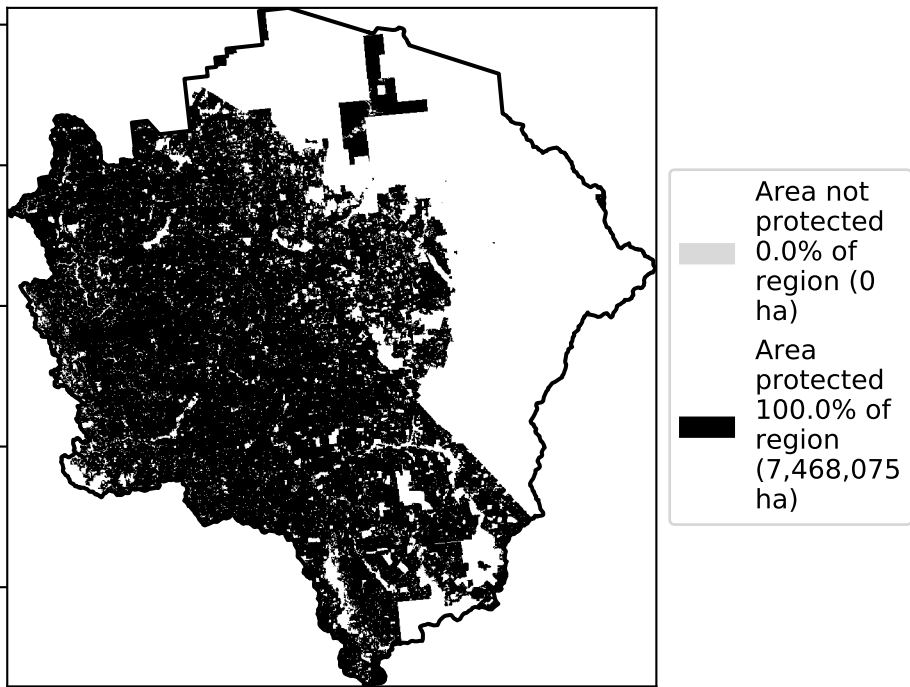 Area not
protected
0.0% of
region (0
ha)
Area
protected
100.0% of
region
(7,468,075
ha)